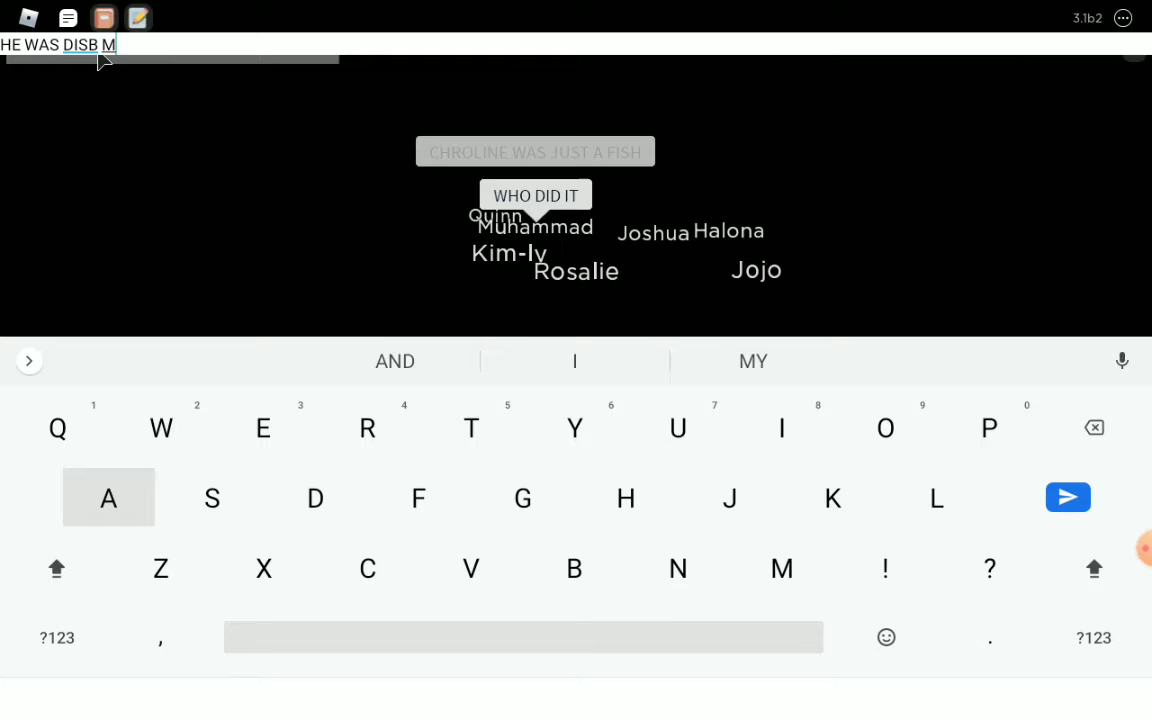 3.1b2
HE WAS DISB M
CHROLINE WAS JUST A FISH
WHO DID IT
Quinn
Muhammad
Joshua Halona
Kim-ly
Rosalie
Jojo
AND I MY
1 2 3 4 5 6 7 8 9 0
Q W E R T Y U I O P
A S D F G H J K L
Z X C V B N M ! ?
?123 , . ?123